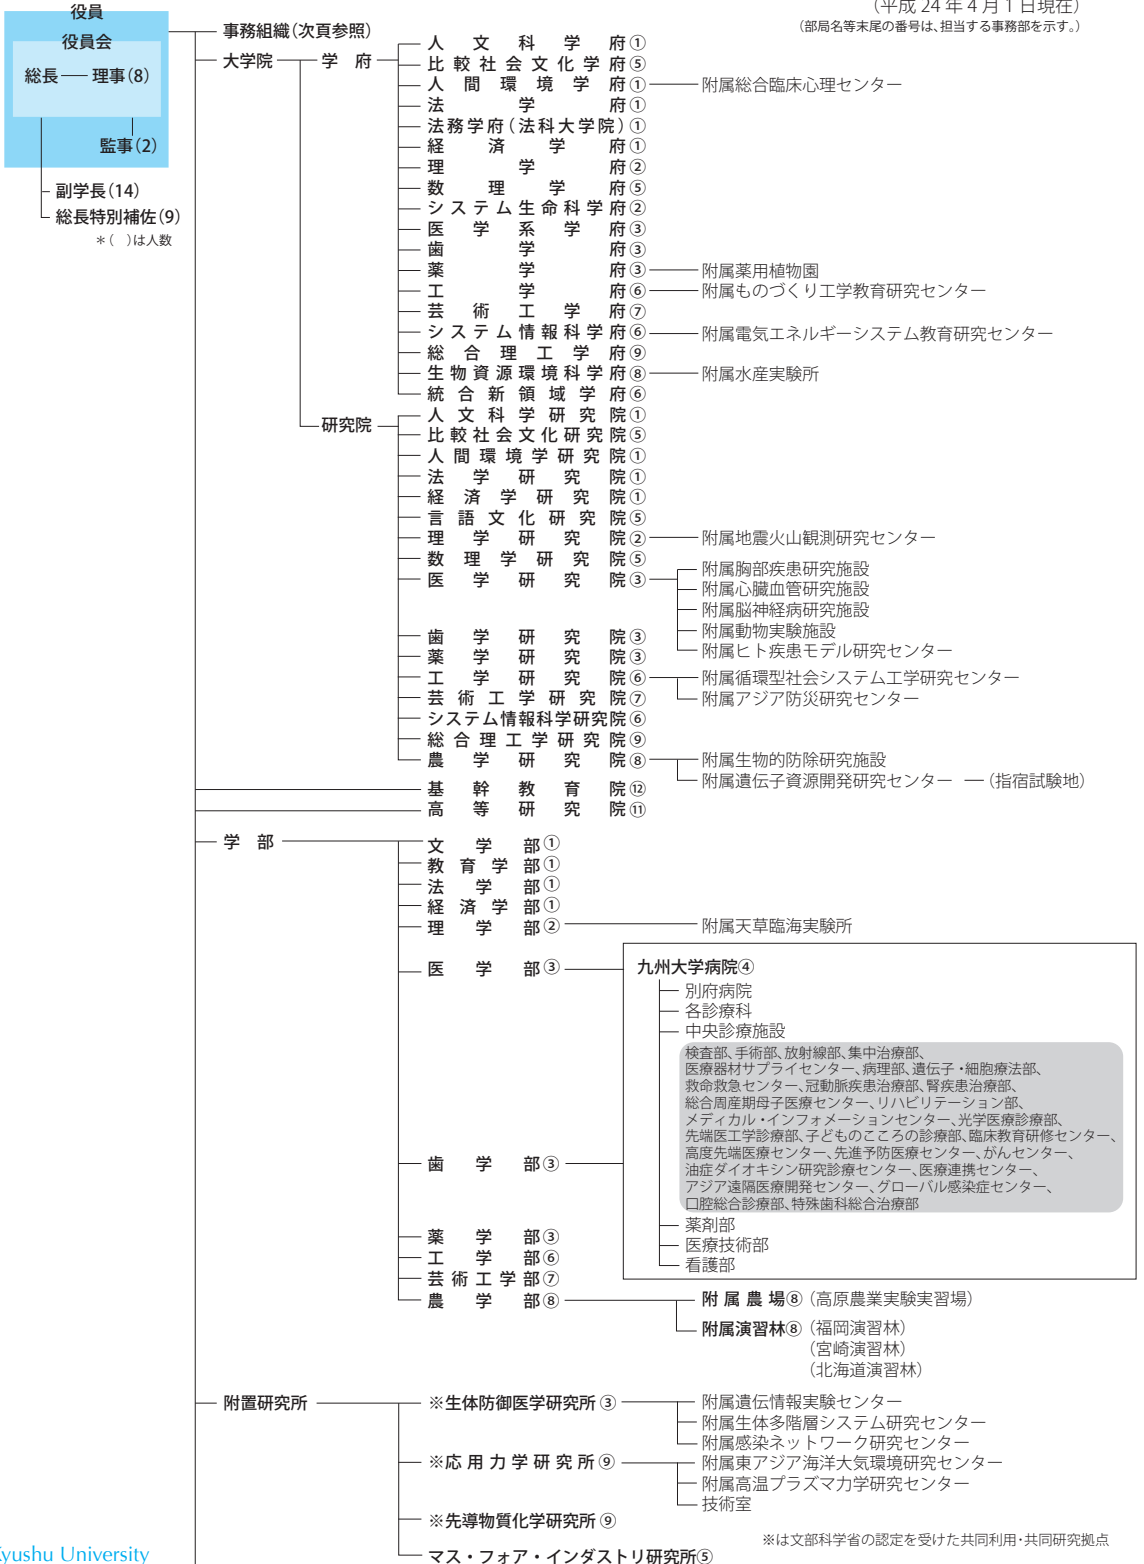 (平成 24 年 4 月 1 日現在)
(部局名等末尾の番号は、担当する事務部を示す。)
役員
役員会
総長 理事(8)
監事(2)
副学長(14)
総長特別補佐(9)
＊( )は人数
事務組織(次頁参照)
大学院
学府
人文科学府①
比較社会文化学府⑤
人間環境学府① 附属総合臨床心理センター
法学府①
法務学府(法科大学院)①
経済学府①
理学府②
数理学府⑤
システム生命科学府②
医学系学府③
歯学府③
薬学府③ 附属薬用植物園
工学府⑥ 附属ものづくり工学教育研究センター
芸術工学府⑦
システム情報科学府⑥ 附属電気エネルギーシステム教育研究センター
総合理工学府⑨
生物資源環境科学府⑧ 附属水産実験所
統合新領域学府⑥
研究院
人文科学研究院①
比較社会文化研究院⑤
人間環境学研究院①
法学研究院①
経済学研究院①
言語文化研究院⑤
理学研究院② 附属地震火山観測研究センター
数理学研究院⑤
医学研究院③ 附属胸部疾患研究施設
附属心臓血管研究施設
附属脳神経病研究施設
附属動物実験施設
附属ヒト疾患モデル研究センター
歯学研究院③
薬学研究院③
工学研究院⑥ 附属循環型社会システム工学研究センター
附属アジア防災研究センター
芸術工学研究院⑦
システム情報科学研究院⑥
総合理工学研究院⑨
農学研究院⑧ 附属生物的防除研究施設
附属遺伝子資源開発研究センター (指宿試験地)
基幹教育院⑫
高等研究院⑪
学部
文学部①
教育学部①
法学部①
経済学部①
理学部② 附属天草臨海実験所
医学部③
九州大学病院④
別府病院
各診療科
中央診療施設
検査部、手術部、放射線部、集中治療部、
医療器材サプライセンター、病理部、遺伝子・細胞療法部、
救命救急センター、冠動脈疾患治療部、腎疾患治療部、
総合周産期母子医療センター、リハビリテーション部、
メディカル・インフォメーションセンター、光学医療診療部、
先端医工学診療部、子どものこころの診療部、臨床教育研修センター、
高度先端医療センター、先進予防医療センター、がんセンター、
油症ダイオキシン研究診療センター、医療連携センター、
アジア遠隔医療開発センター、グローバル感染症センター、
口腔総合診療部、特殊歯科総合治療部
薬剤部
医療技術部
看護部
歯学部③
薬学部③
工学部⑥
芸術工学部⑦
農学部⑧ 附属農場⑧ (高原農業実験実習場)
附属演習林⑧ (福岡演習林)
(宮崎演習林)
(北海道演習林)
附置研究所
※生体防御医学研究所③ 附属遺伝情報実験センター
附属生体多階層システム研究センター
附属感染ネットワーク研究センター
※応用力学研究所⑨ 附属東アジア海洋大気環境研究センター
附属高温プラズマ力学研究センター
技術室
※先導物質化学研究所⑨
マス・フォア・インダストリ研究所⑤
※は文部科学省の認定を受けた共同利用・共同研究拠点
Kyushu University